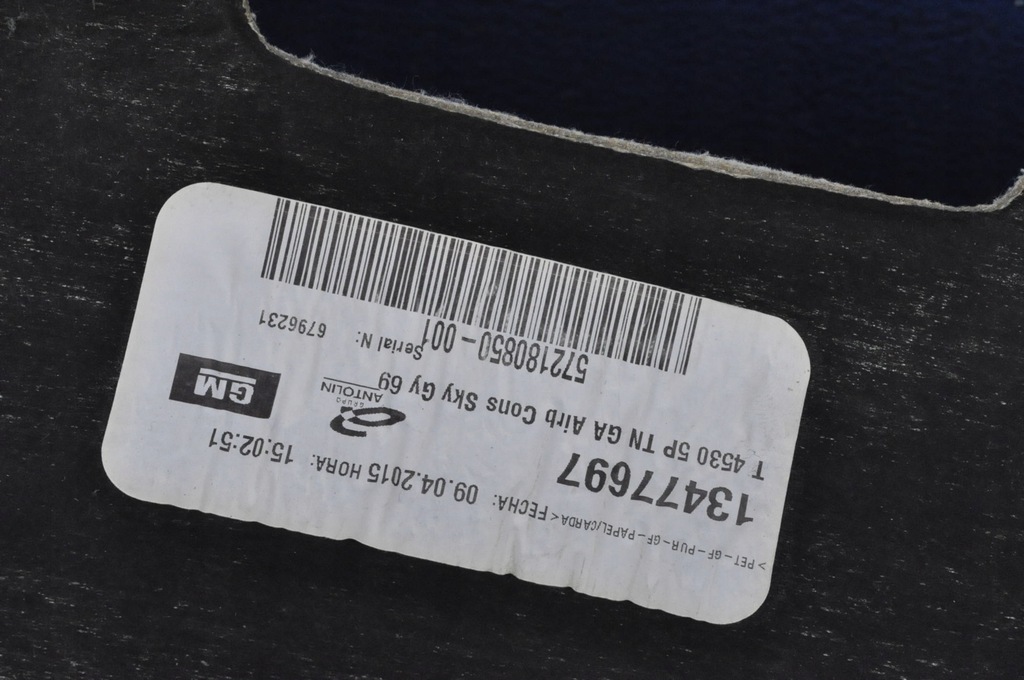 > PET-GF-PUR-GF-PAPEL/CARDA< FECHA: 09.04.2015 HORA: 15:02:51
13477697
GRUPO
ANTOLIN
GM
T 4530 5P TN GA Airb Cons Sky Gy 69
572180850-001
Serial N: 6796231